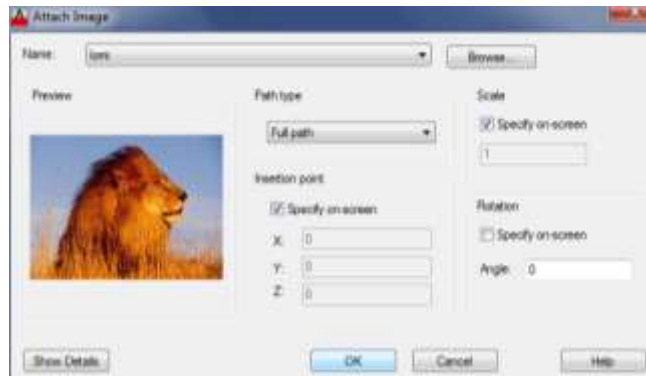 Attach Image
Name:
Browse...
Preview
Path type
Full path
Insertion point
Specify on-screen
X: 0
Y: 0
Z: 0
Scale
Specify on-screen
1
Rotation
Specify on-screen
Angle: 0
Show Details
OK
Cancel
Help